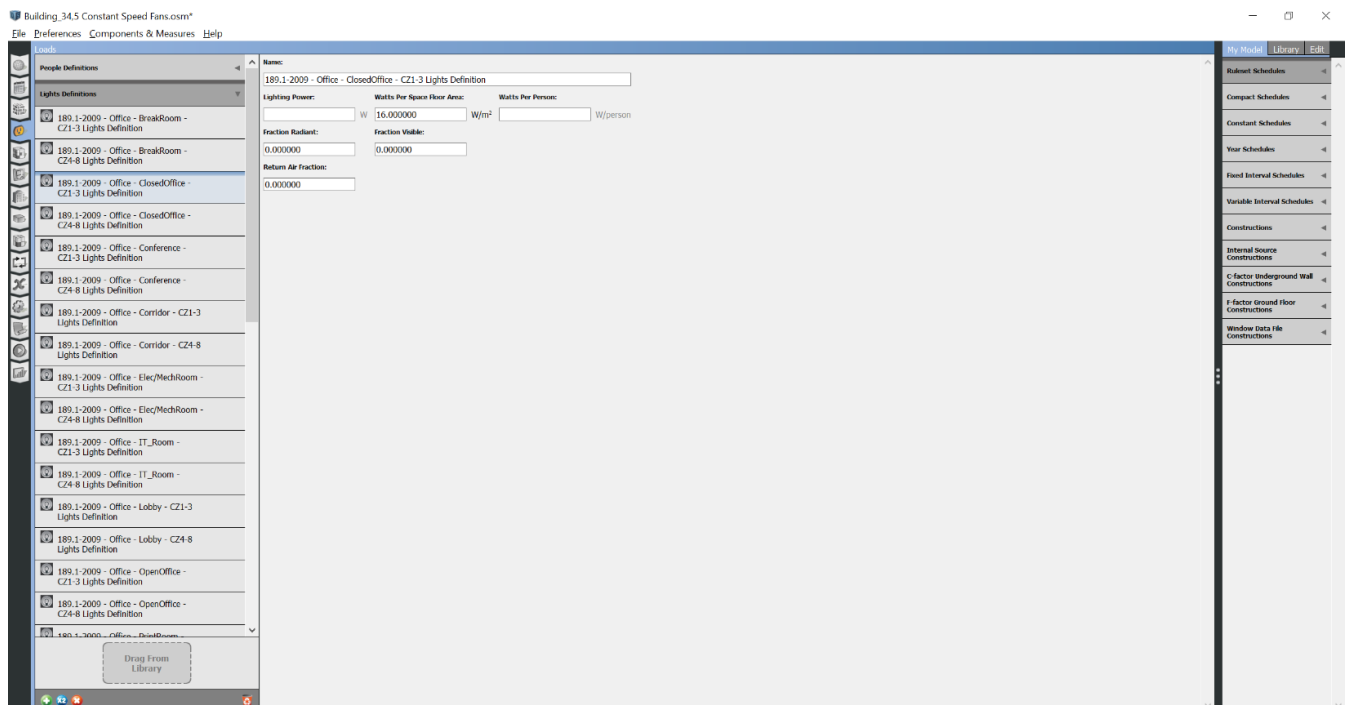 Building_34,5 Constant Speed Fans.osm*
File Preferences Components & Measures Help
Loads
People Definitions
Lights Definitions
189.1-2009 - Office - BreakRoom -
CZ1-3 Lights Definition
189.1-2009 - Office - BreakRoom -
CZ4-8 Lights Definition
189.1-2009 - Office - ClosedOffice -
CZ1-3 Lights Definition
189.1-2009 - Office - ClosedOffice -
CZ4-8 Lights Definition
189.1-2009 - Office - Conference -
CZ1-3 Lights Definition
189.1-2009 - Office - Conference -
CZ4-8 Lights Definition
189.1-2009 - Office - Corridor - CZ1-3
Lights Definition
189.1-2009 - Office - Corridor - CZ4-8
Lights Definition
189.1-2009 - Office - Elec/MechRoom -
CZ1-3 Lights Definition
189.1-2009 - Office - Elec/MechRoom -
CZ4-8 Lights Definition
189.1-2009 - Office - IT_Room -
CZ1-3 Lights Definition
189.1-2009 - Office - IT_Room -
CZ4-8 Lights Definition
189.1-2009 - Office - Lobby - CZ1-3
Lights Definition
189.1-2009 - Office - Lobby - CZ4-8
Lights Definition
189.1-2009 - Office - OpenOffice -
CZ1-3 Lights Definition
189.1-2009 - Office - OpenOffice -
CZ4-8 Lights Definition
189.1-2009 - Office - PrintRoom -
Drag From
Library
x2
Name:
189.1-2009 - Office - ClosedOffice - CZ1-3 Lights Definition
Lighting Power: Watts Per Space Floor Area: Watts Per Person:
W 16.000000 W/m² W/person
Fraction Radiant: Fraction Visible:
0.000000 0.000000
Return Air Fraction:
0.000000
My Model Library Edit
Ruleset Schedules
Compact Schedules
Constant Schedules
Year Schedules
Fixed Interval Schedules
Variable Interval Schedules
Constructions
Internal Source
Constructions
C-factor Underground Wall
Constructions
F-factor Ground Floor
Constructions
Window Data File
Constructions